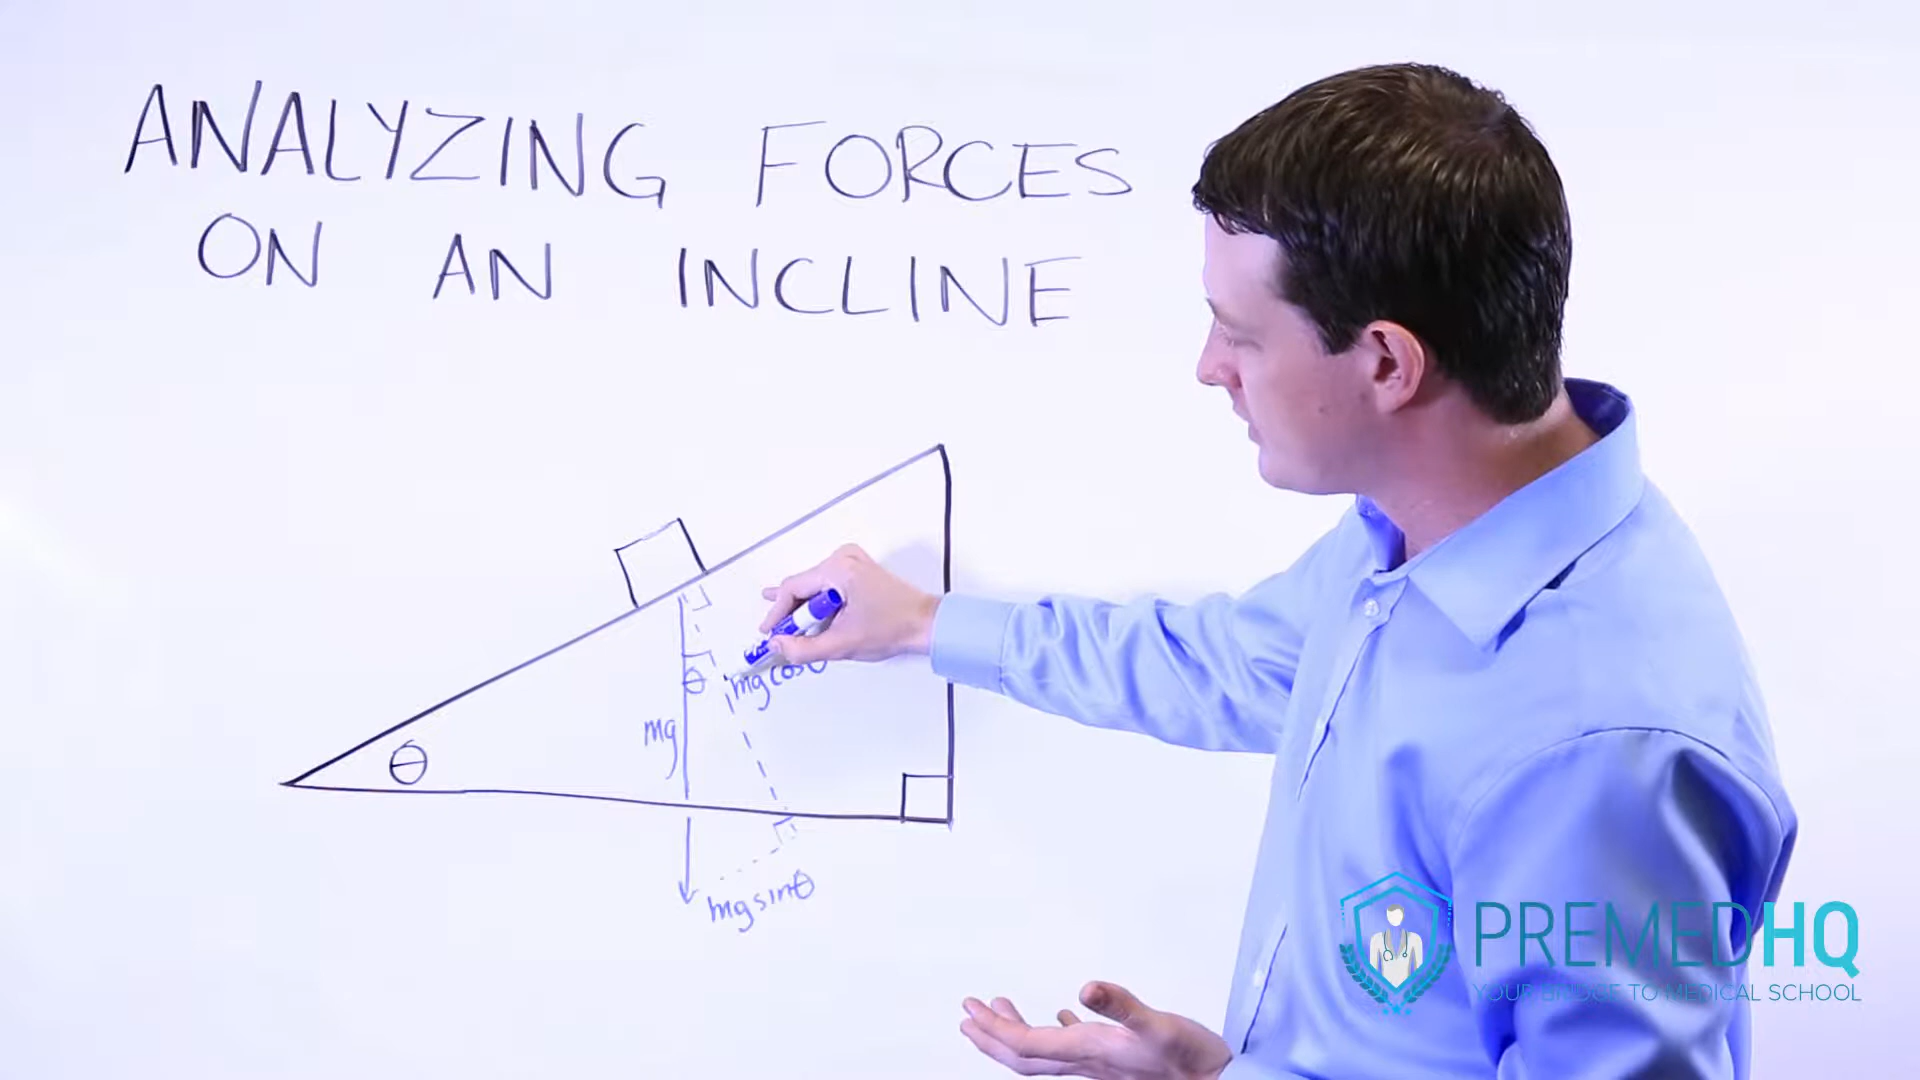 ANALYZING FORCES
ON AN INCLINE
θ
mg cosθ
mg
θ
mg sinθ
PREMEDHQ
YOUR BRIDGE TO MEDICAL SCHOOL